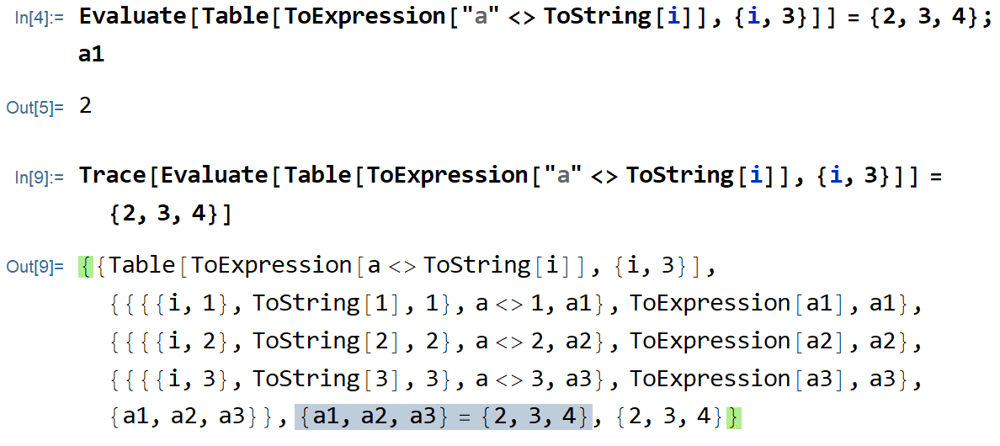 In[4]:= Evaluate[Table[ToExpression["a" <> ToString[i]], {i, 3}]] = {2, 3, 4};
a1
Out[5]= 2
In[9]:= Trace[Evaluate[Table[ToExpression["a" <> ToString[i]], {i, 3}]] =
{2, 3, 4}]
Out[9]= {{Table[ToExpression[a <> ToString[i]], {i, 3}],
{{{{i, 1}, ToString[1], 1}, a <> 1, a1}, ToExpression[a1], a1},
{{{{i, 2}, ToString[2], 2}, a <> 2, a2}, ToExpression[a2], a2},
{{{{i, 3}, ToString[3], 3}, a <> 3, a3}, ToExpression[a3], a3},
{a1, a2, a3}}, {a1, a2, a3} = {2, 3, 4}, {2, 3, 4}}